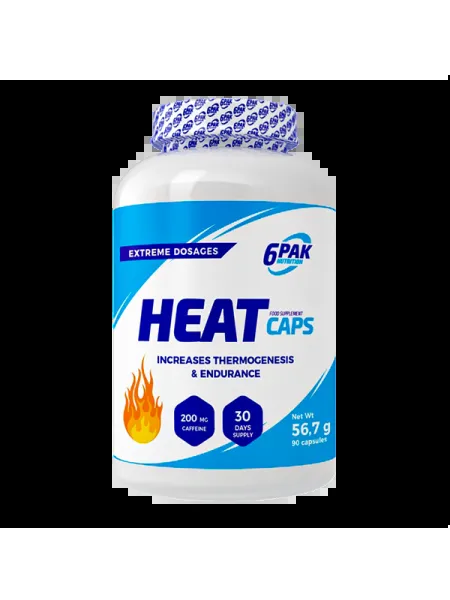 6PAK
NUTRITION
EXTREME DOSAGES
HEAT
FOOD SUPPLEMENT
CAPS
INCREASES THERMOGENESIS
& ENDURANCE
200 MG
CAFFEINE
30
DAYS
SUPPLY
Net Wt
56,7 g
90 capsules